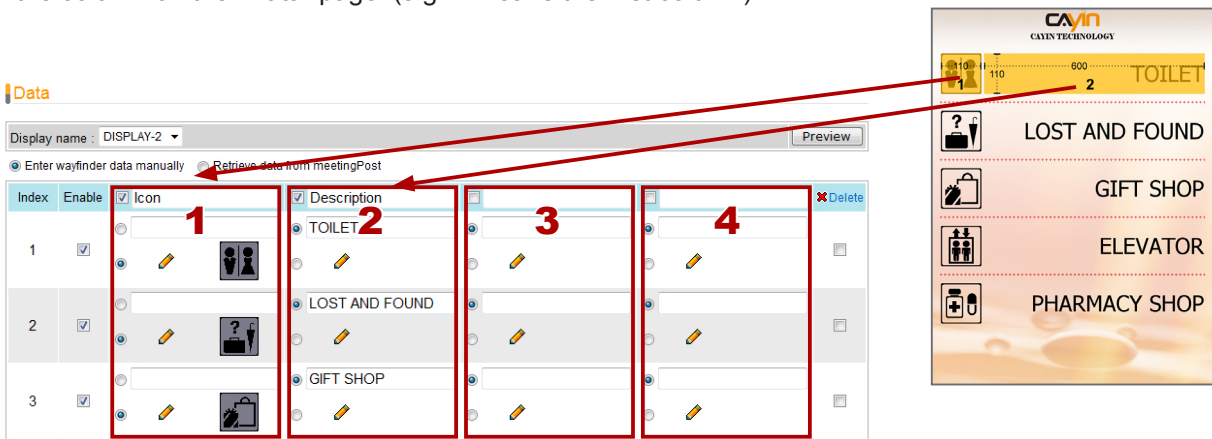 Data
Display name : DISPLAY-2 Preview
Enter wayfinder data manually Retrieve data from meetingPost
Index Enable Icon Description Delete
1 2 3 4
1 TOILET
2 LOST AND FOUND
?
3 GIFT SHOP
CAYIN
CAYIN TECHNOLOGY
110 110 600 TOILET
1 2
? LOST AND FOUND
GIFT SHOP
ELEVATOR
PHARMACY SHOP